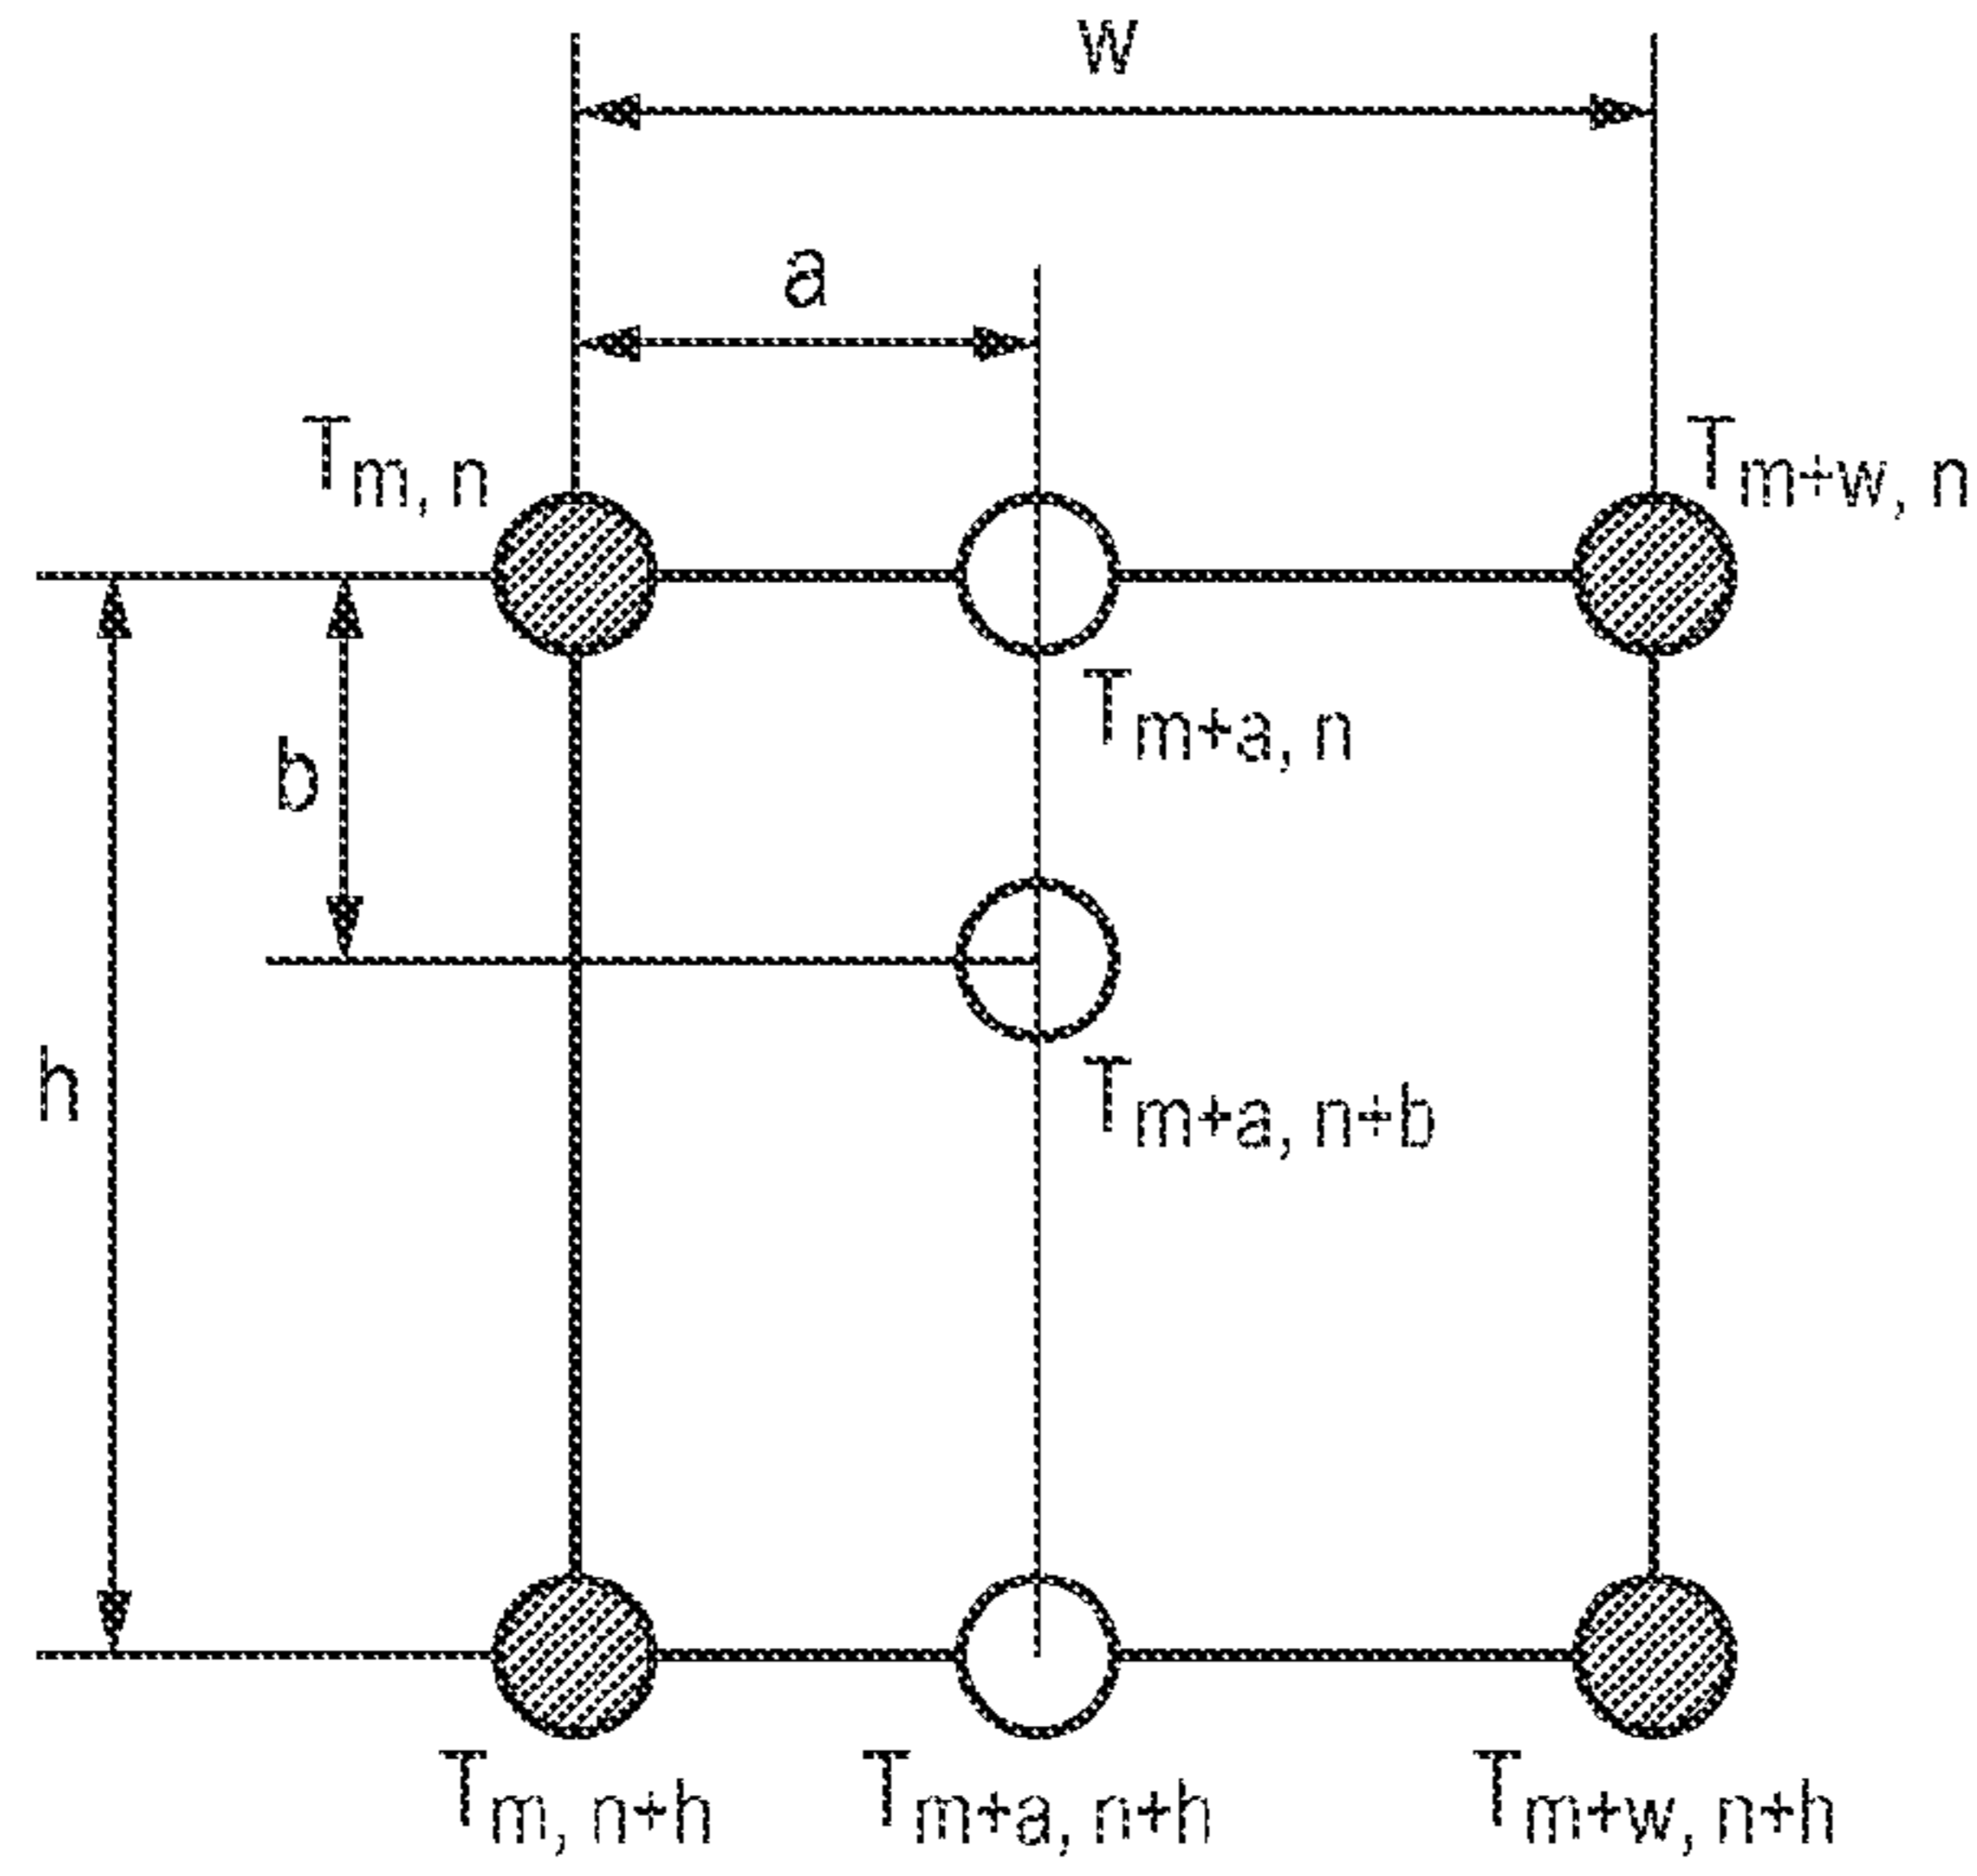 w
a
Tm, n
Tm+w, n
Tm+a, n
b
h
Tm+a, n+b
Tm, n+h
Tm+a, n+h
Tm+w, n+h